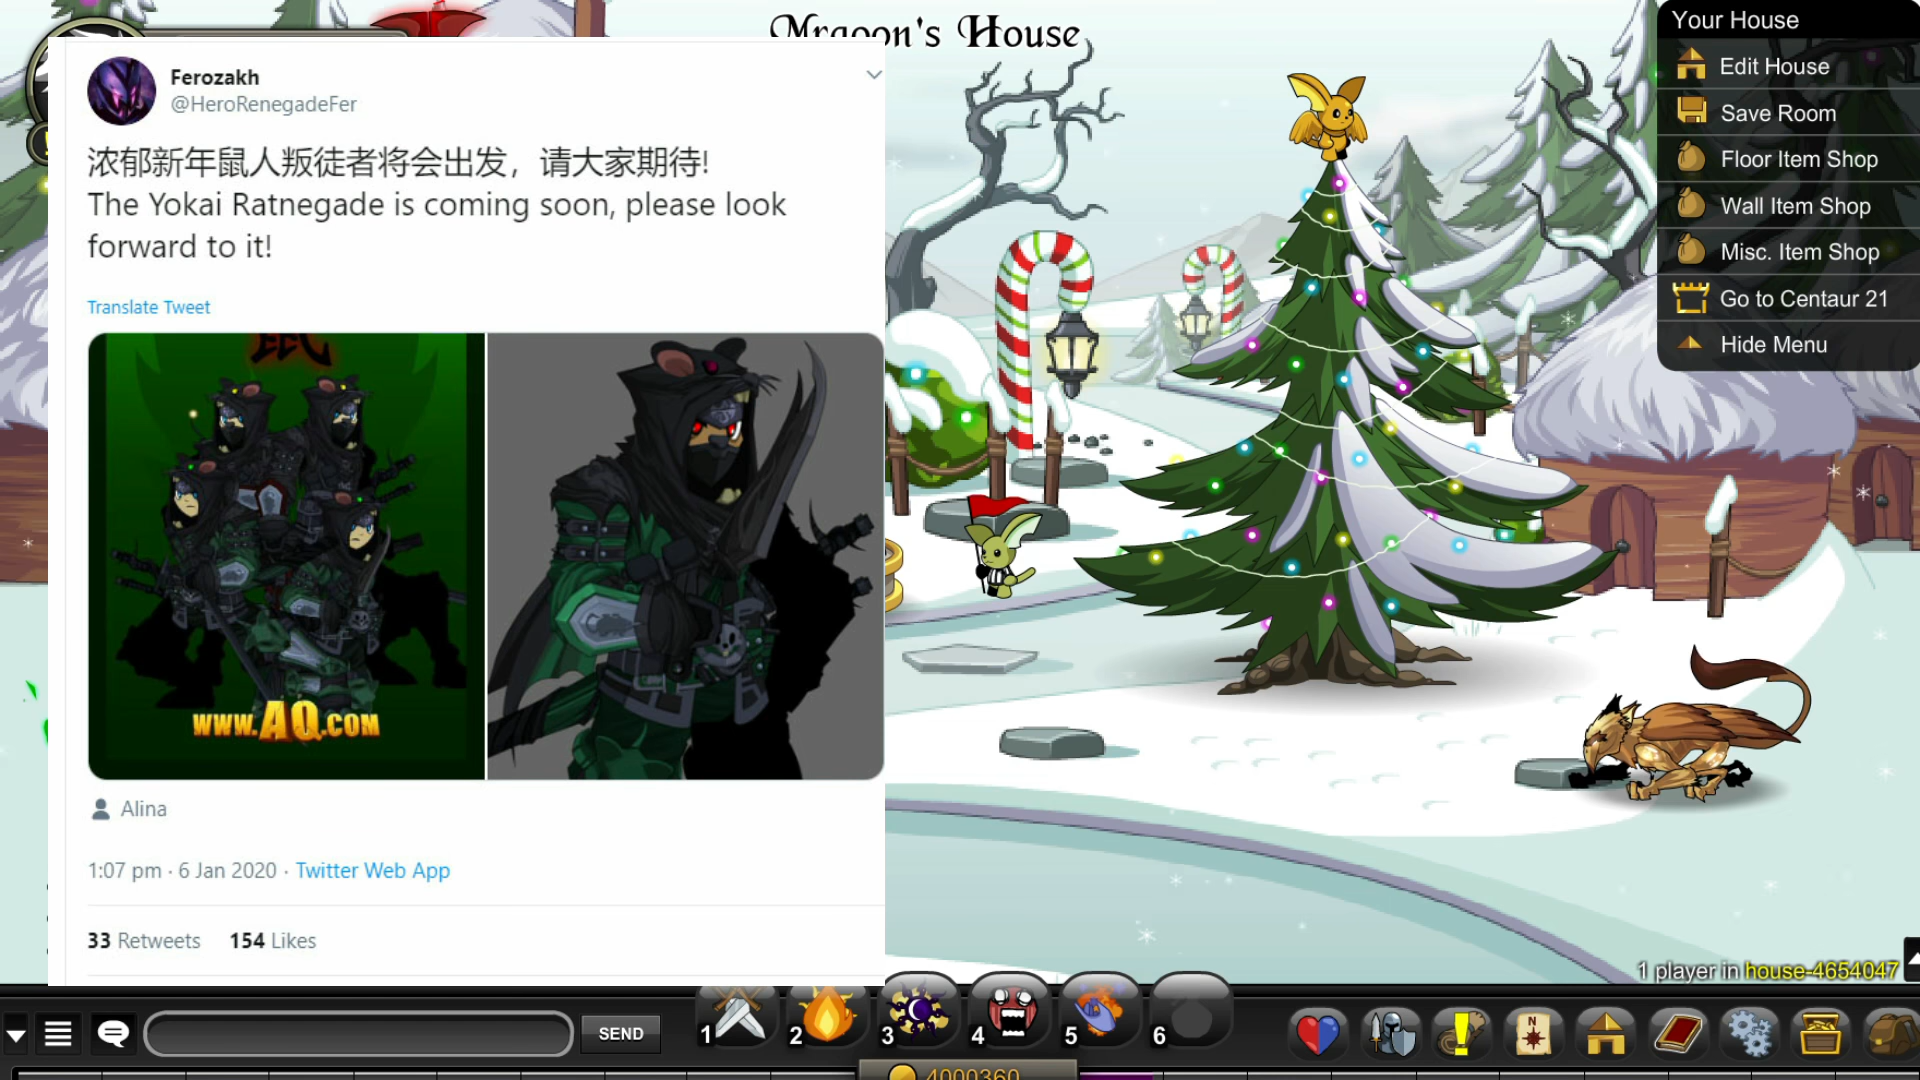 Mraoon's House
Ferozakh
@HeroRenegadeFer
浓郁新年鼠人叛徒者将会出发，请大家期待!
The Yokai Ratnegade is coming soon, please look
forward to it!
Translate Tweet
www.AQ.com
Alina
1:07 pm · 6 Jan 2020 · Twitter Web App
33 Retweets 154 Likes
Your House
Edit House
Save Room
Floor Item Shop
Wall Item Shop
Misc. Item Shop
Go to Centaur 21
Hide Menu
1 player in house-4654047
SEND
1 2 3 4 5 6
N
4000360